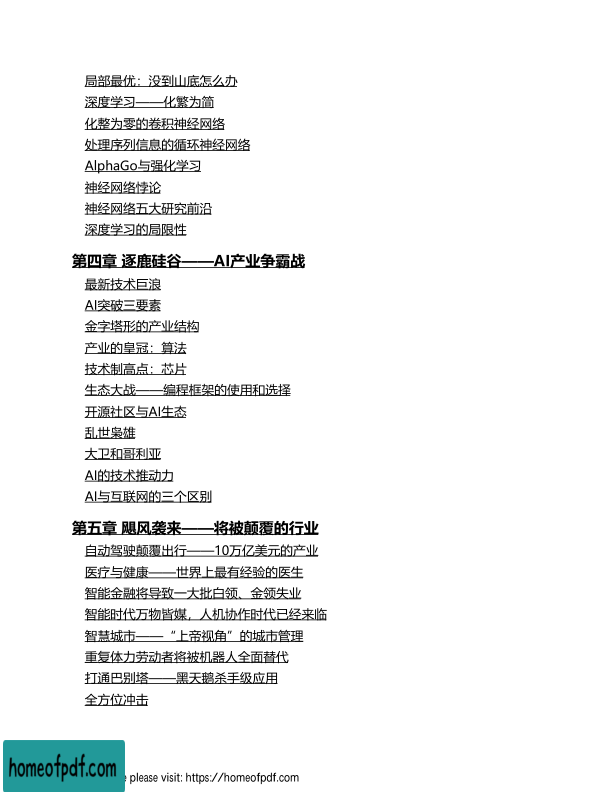 局部最优：没到山底怎么办
深度学习——化繁为简
化整为零的卷积神经网络
处理序列信息的循环神经网络
AlphaGo与强化学习
神经网络悖论
神经网络五大研究前沿
深度学习的局限性
第四章 逐鹿硅谷——AI产业争霸战
最新技术巨浪
AI突破三要素
金字塔形的产业结构
产业的皇冠：算法
技术制高点：芯片
生态大战——编程框架的使用和选择
开源社区与AI生态
乱世枭雄
大卫和哥利亚
AI的技术推动力
AI与互联网的三个区别
第五章 飓风袭来——将被颠覆的行业
自动驾驶颠覆出行——10万亿美元的产业
医疗与健康——世界上最有经验的医生
智能金融将导致一大批白领、金领失业
智能时代万物皆媒，人机协作时代已经来临
智慧城市——“上帝视角”的城市管理
重复体力劳动者将被机器人全面替代
打通巴别塔——黑天鹅杀手级应用
全方位冲击
homeofpdf.com
please visit: https://homeofpdf.com